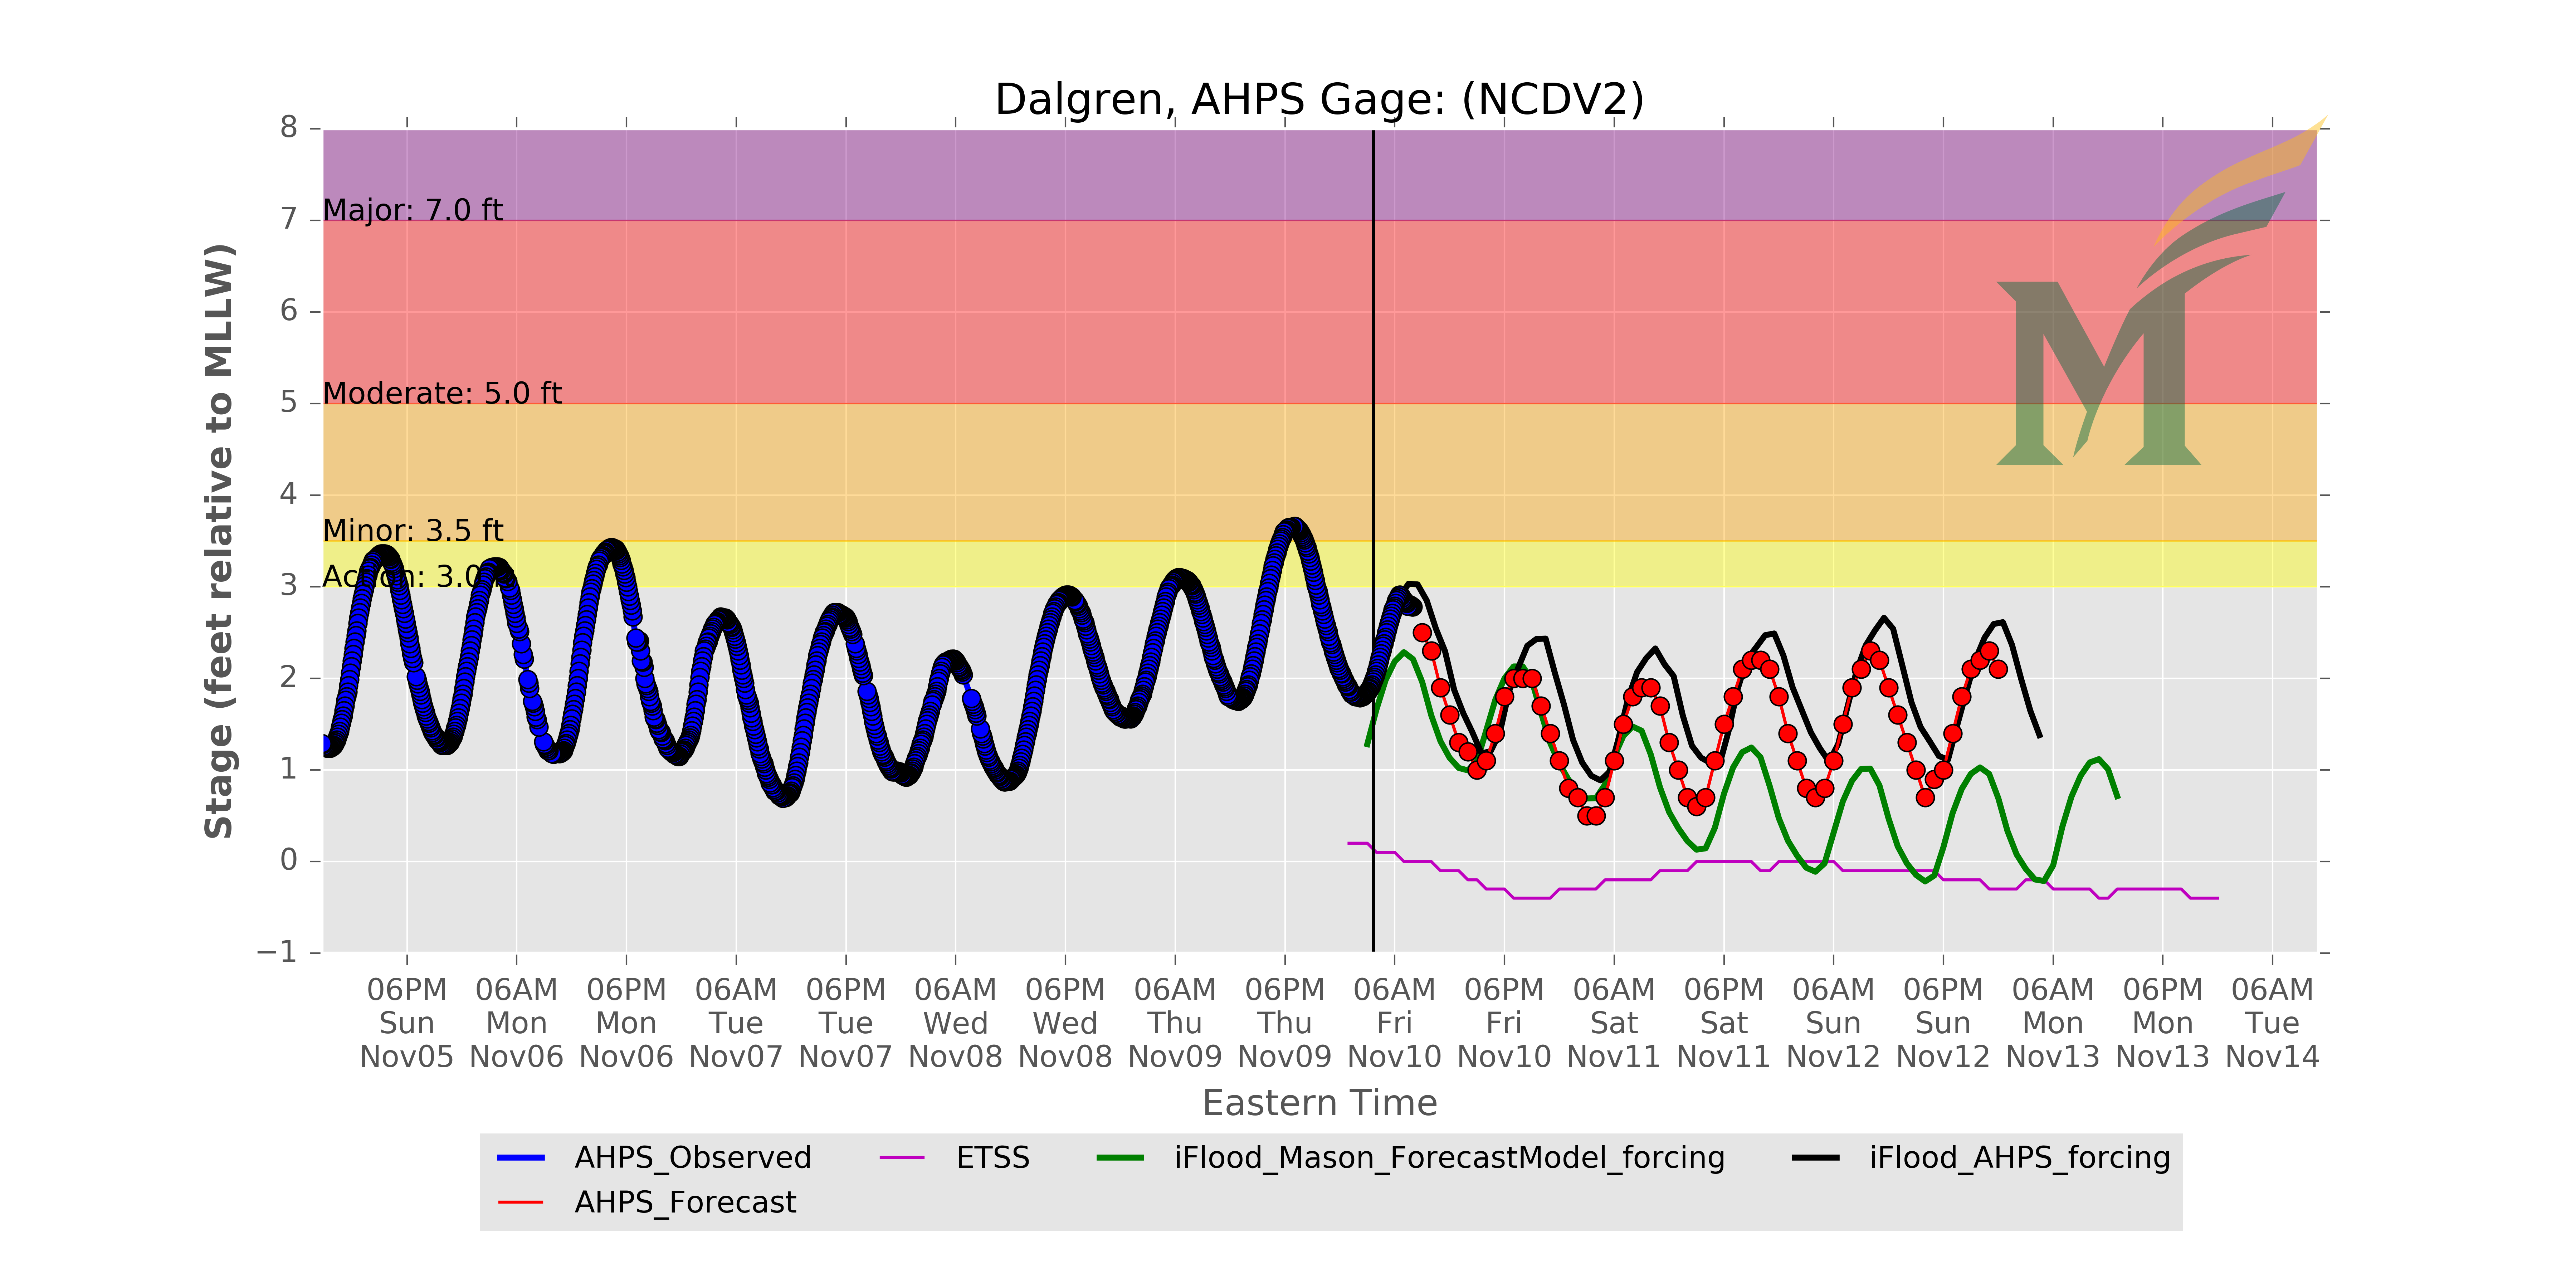 Dalgren, AHPS Gage: (NCDV2)
Stage (feet relative to MLLW)
8
7
6
5
4
3
2
1
0
−1
Major: 7.0 ft
Moderate: 5.0 ft
Minor: 3.5 ft
Action: 3.0 ft
06PM 06AM 06PM 06AM 06PM 06AM 06PM 06AM 06PM 06AM 06PM 06AM 06PM 06AM 06PM 06AM 06PM 06AM
Sun Mon Mon Tue Tue Wed Wed Thu Thu Fri Fri Sat Sat Sun Sun Mon Mon Tue
Nov05 Nov06 Nov06 Nov07 Nov07 Nov08 Nov08 Nov09 Nov09 Nov10 Nov10 Nov11 Nov11 Nov12 Nov12 Nov13 Nov13 Nov14
Eastern Time
AHPS_Observed ETSS iFlood_Mason_ForecastModel_forcing iFlood_AHPS_forcing
AHPS_Forecast
M